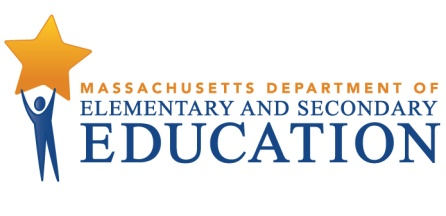 MASSACHUSETTS DEPARTMENT OF
ELEMENTARY AND SECONDARY
EDUCATION